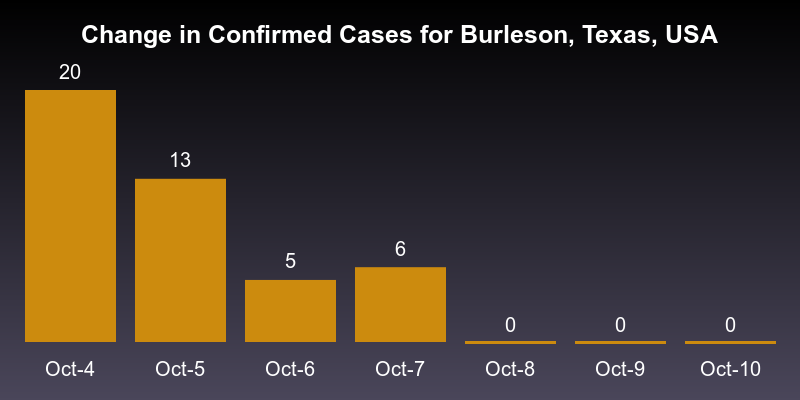 Change in Confirmed Cases for Burleson, Texas, USA
20
13
5
6
0
0
0
Oct-4
Oct-5
Oct-6
Oct-7
Oct-8
Oct-9
Oct-10